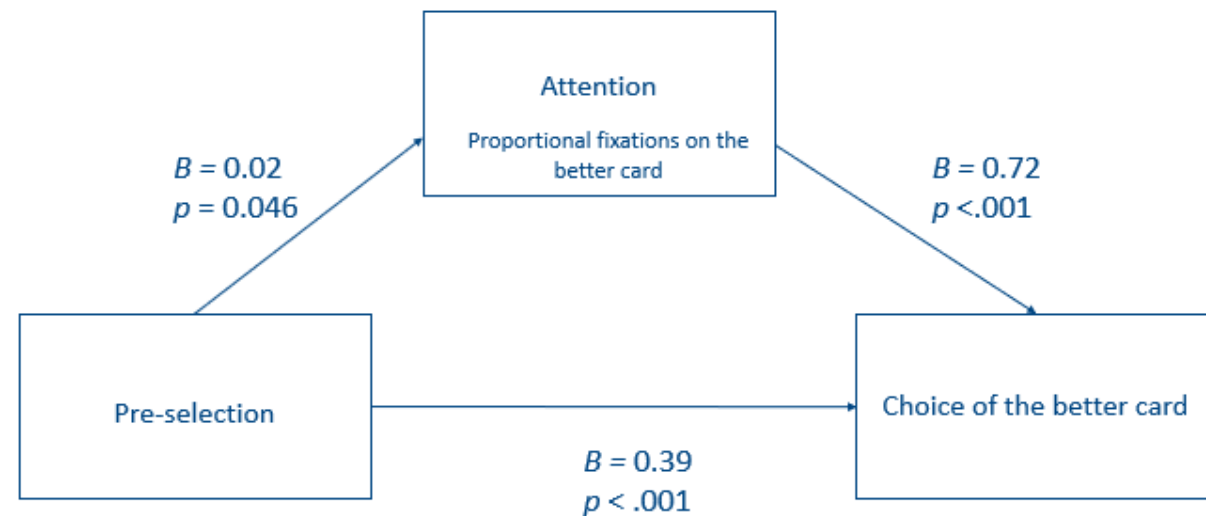 Attention
Proportional fixations on the
better card
B = 0.02
p = 0.046
B = 0.72
p <.001
Pre-selection
Choice of the better card
B = 0.39
p < .001